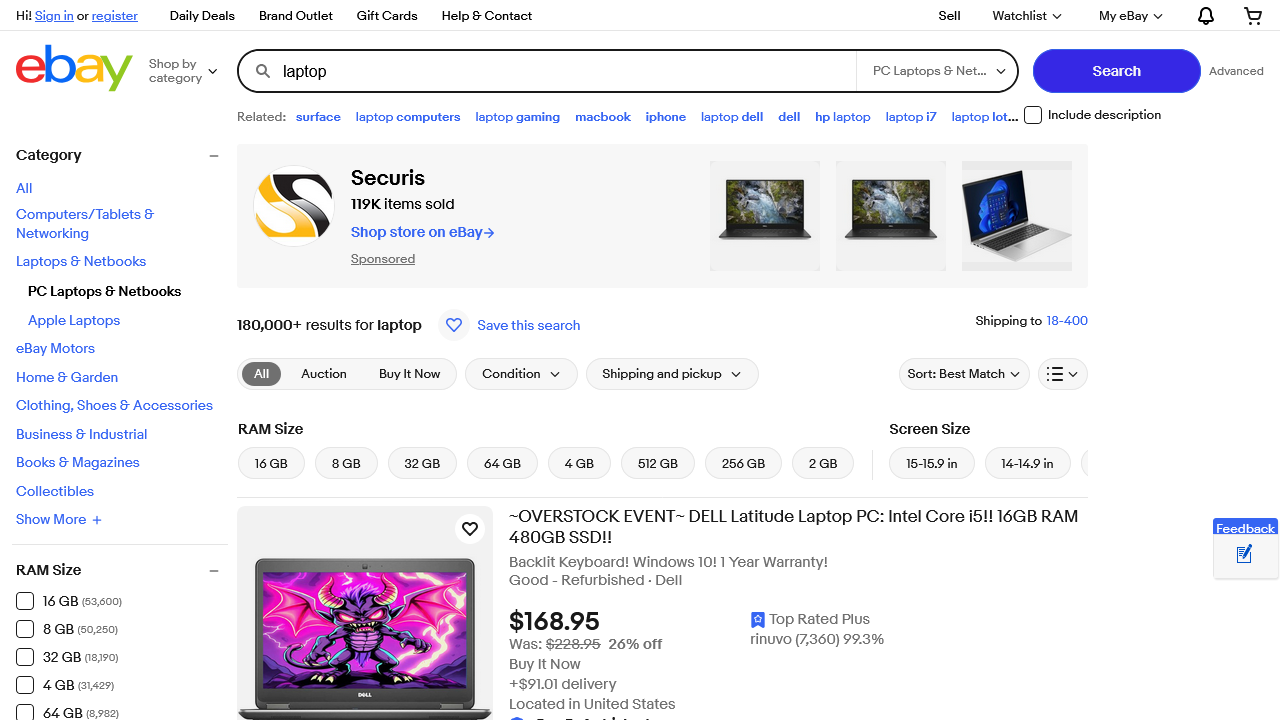 Hi! Sign in or register
Daily Deals
Brand Outlet
Gift Cards
Help & Contact
Sell
Watchlist
My eBay
ebay
Shop by category
laptop
PC Laptops & Net...
Search
Advanced
Related: surface laptop computers laptop gaming macbook iphone laptop dell dell hp laptop laptop i7 laptop lot...
Include description
Category
All
Computers/Tablets &
Networking
Laptops & Netbooks
PC Laptops & Netbooks
Apple Laptops
eBay Motors
Home & Garden
Clothing, Shoes & Accessories
Business & Industrial
Books & Magazines
Collectibles
Show More
RAM Size
16 GB (53,600)
8 GB (50,250)
32 GB (18,190)
4 GB (31,429)
64 GB (8,982)
Securis
119K items sold
Shop store on eBay
Sponsored
180,000+ results for laptop
Save this search
Shipping to 18-400
All
Auction
Buy It Now
Condition
Shipping and pickup
Sort: Best Match
RAM Size
16 GB
8 GB
32 GB
64 GB
4 GB
512 GB
256 GB
2 GB
Screen Size
15-15.9 in
14-14.9 in
DELL
~OVERSTOCK EVENT~ DELL Latitude Laptop PC: Intel Core i5!! 16GB RAM
480GB SSD!!
Backlit Keyboard! Windows 10! 1 Year Warranty!
Good - Refurbished · Dell
$168.95
Was: $228.95 26% off
Buy It Now
+$91.01 delivery
Located in United States
Top Rated Plus
rinuvo (7,360) 99.3%
Feedback